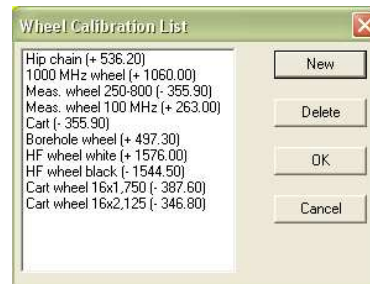 Wheel Calibration List
Hip chain (+ 536.20)
1000 MHz wheel (+ 1060.00)
Meas. wheel 250-800 (- 355.90)
Meas. wheel 100 MHz (+ 263.00)
Cart (- 355.90)
Borehole wheel (+ 497.30)
HF wheel white (+ 1576.00)
HF wheel black (- 1544.50)
Cart wheel 16x1,750 (- 387.60)
Cart wheel 16x2,125 (- 346.80)
New
Delete
OK
Cancel